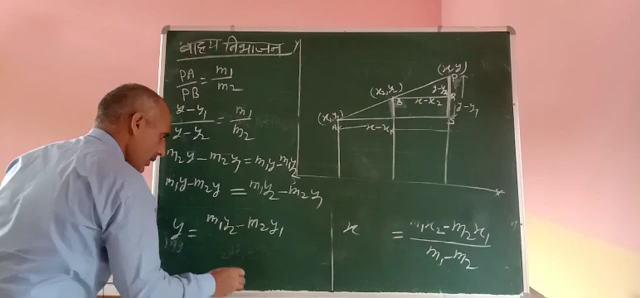 बाह्य विभाजन
PA/PB = m1/m2
y-y1/y-y2 = m1/m2
m2y-m2y1=m1y-m1y2
m1y-m2y = m1y2-m2y1
y = m1y2-m2y1
(x,y)
P
(x2,y2)
B
y-y2
x-x2
R
y-y1
(x1,y1)
A
x-x1
S
x = m1x2-m2x1/m1-m2